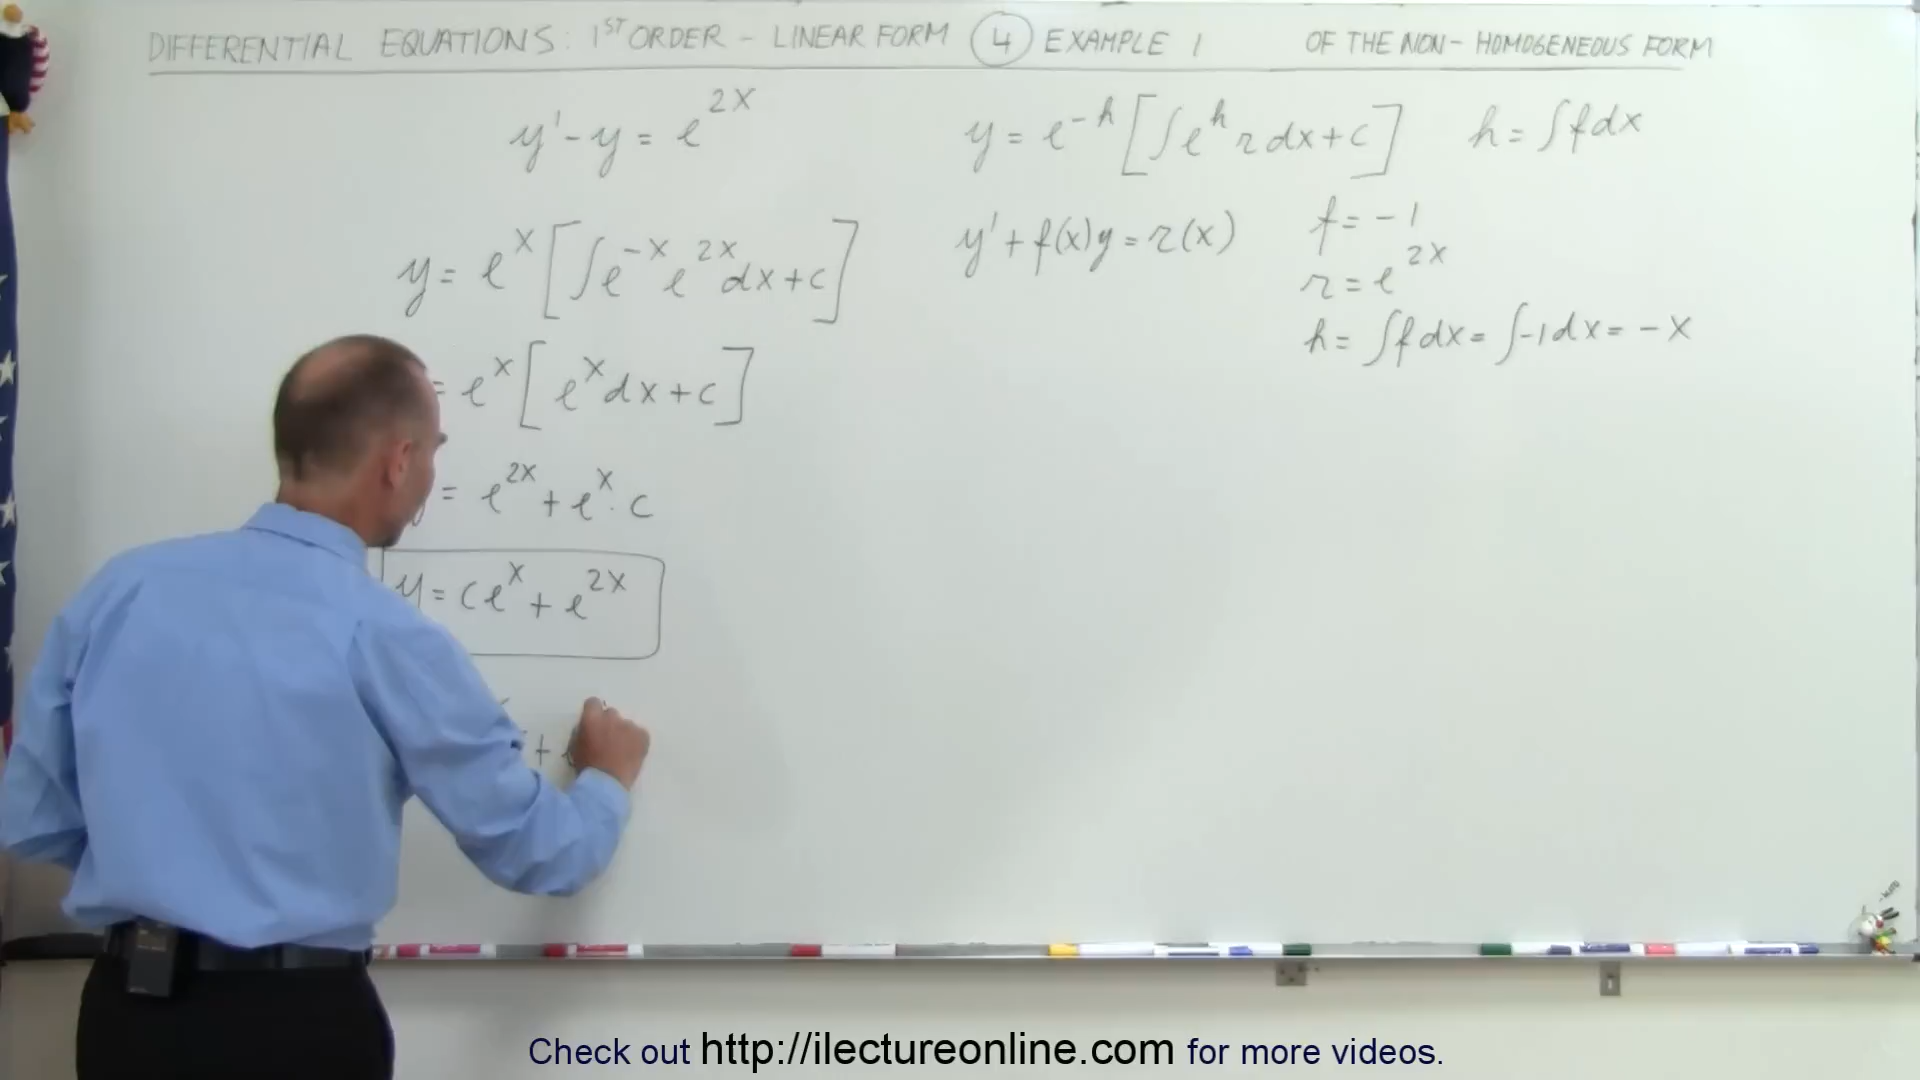 DIFFERENTIAL EQUATIONS: 1ST ORDER - LINEAR FORM 4 EXAMPLE 1 OF THE NON-HOMOGENEOUS FORM
y' - y = e^{2x}
y = e^x [∫e^{-x} e^{2x} dx + c]
= e^x [e^x dx + c]
= e^{2x} + e^x · c
y = ce^x + e^{2x}
+
y = e^{-h} [∫e^h r dx + c] h = ∫f dx
y' + f(x)y = r(x)
f = -1
r = e^{2x}
h = ∫f dx = ∫-1 dx = -x
Check out http://ilectureonline.com for more videos.